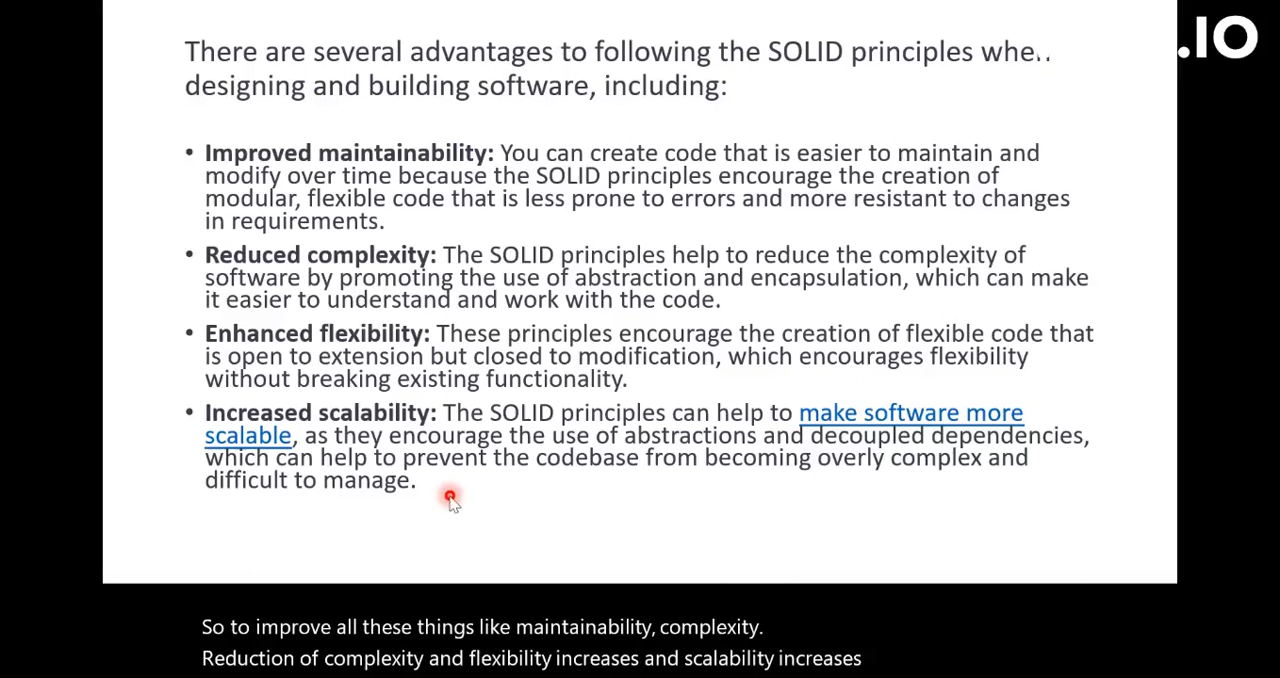 There are several advantages to following the SOLID principles when
.IO
designing and building software, including:
• Improved maintainability: You can create code that is easier to maintain and
modify over time because the SOLID principles encourage the creation of
modular, flexible code that is less prone to errors and more resistant to changes
in requirements.
• Reduced complexity: The SOLID principles help to reduce the complexity of
software by promoting the use of abstraction and encapsulation, which can make
it easier to understand and work with the code.
• Enhanced flexibility: These principles encourage the creation of flexible code that
is open to extension but closed to modification, which encourages flexibility
without breaking existing functionality.
• Increased scalability: The SOLID principles can help to make software more
scalable, as they encourage the use of abstractions and decoupled dependencies,
which can help to prevent the codebase from becoming overly complex and
difficult to manage.
So to improve all these things like maintainability, complexity.
Reduction of complexity and flexibility increases and scalability increases